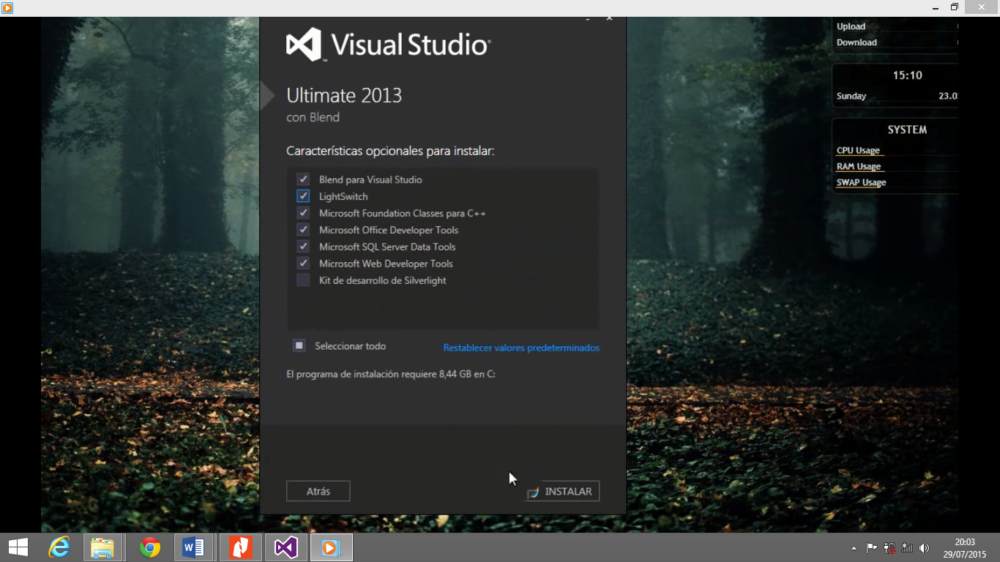 Visual Studio
Ultimate 2013
con Blend
Características opcionales para instalar:
Blend para Visual Studio
LightSwitch
Microsoft Foundation Classes para C++
Microsoft Office Developer Tools
Microsoft SQL Server Data Tools
Microsoft Web Developer Tools
Kit de desarrollo de Silverlight
Seleccionar todo
Restablecer valores predeterminados
El programa de instalación requiere 8,44 GB en C:
Atrás
INSTALAR
Upload
Download
15:10
Sunday 23.0
SYSTEM
CPU Usage
RAM Usage
SWAP Usage
20:03
29/07/2015